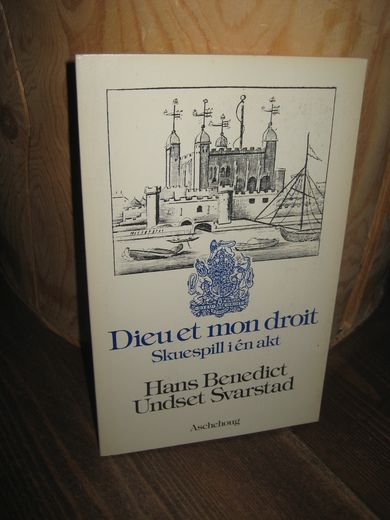 Dieu et mon droit
Skuespill i én akt
Hans Benedict
Undset Svarstad
Aschehoug